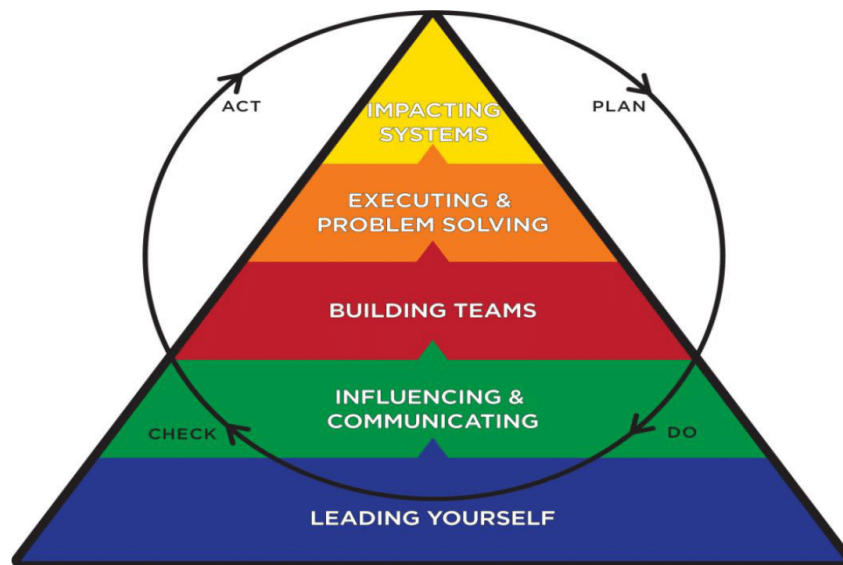 ACT
PLAN
IMPACTING
SYSTEMS
EXECUTING &
PROBLEM SOLVING
BUILDING TEAMS
INFLUENCING &
COMMUNICATING
CHECK
DO
LEADING YOURSELF